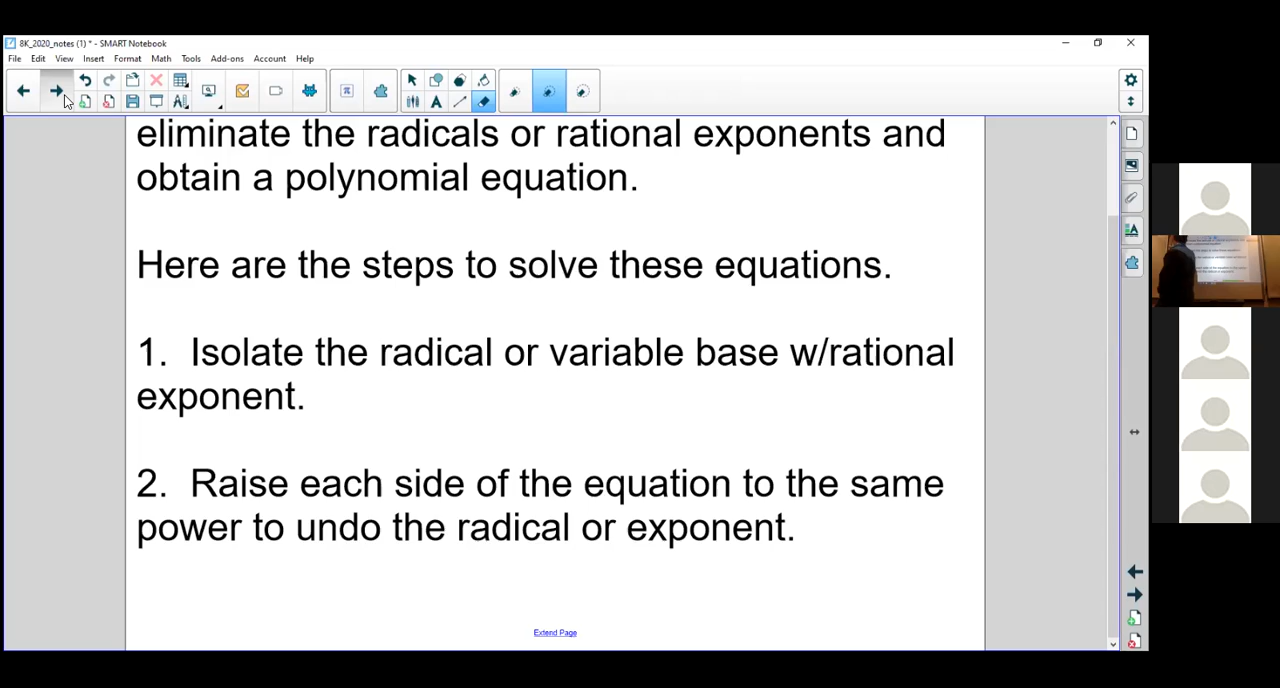 8K_2020_notes (1) * - SMART Notebook
File Edit View Insert Format Math Tools Add-ons Account Help
eliminate the radicals or rational exponents and
obtain a polynomial equation.
Here are the steps to solve these equations.
1. Isolate the radical or variable base w/rational
exponent.
2. Raise each side of the equation to the same
power to undo the radical or exponent.
Extend Page